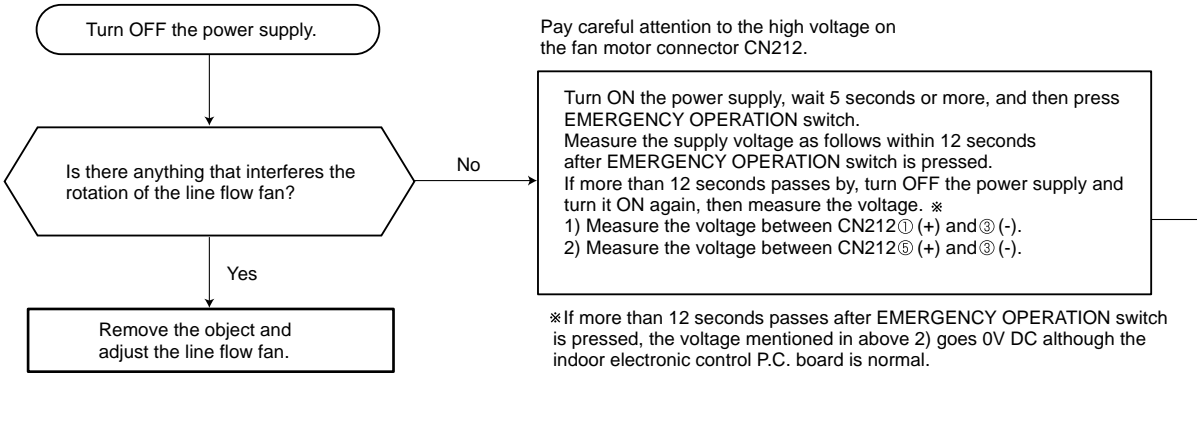 Turn OFF the power supply.
Is there anything that interferes the
rotation of the line flow fan?
No
Yes
Remove the object and
adjust the line flow fan.
Pay careful attention to the high voltage on
the fan motor connector CN212.
Turn ON the power supply, wait 5 seconds or more, and then press
EMERGENCY OPERATION switch.
Measure the supply voltage as follows within 12 seconds
after EMERGENCY OPERATION switch is pressed.
If more than 12 seconds passes by, turn OFF the power supply and
turn it ON again, then measure the voltage. ※
1) Measure the voltage between CN212① (+) and③ (-).
2) Measure the voltage between CN212⑤ (+) and③ (-).
※If more than 12 seconds passes after EMERGENCY OPERATION switch
is pressed, the voltage mentioned in above 2) goes 0V DC although the
indoor electronic control P.C. board is normal.